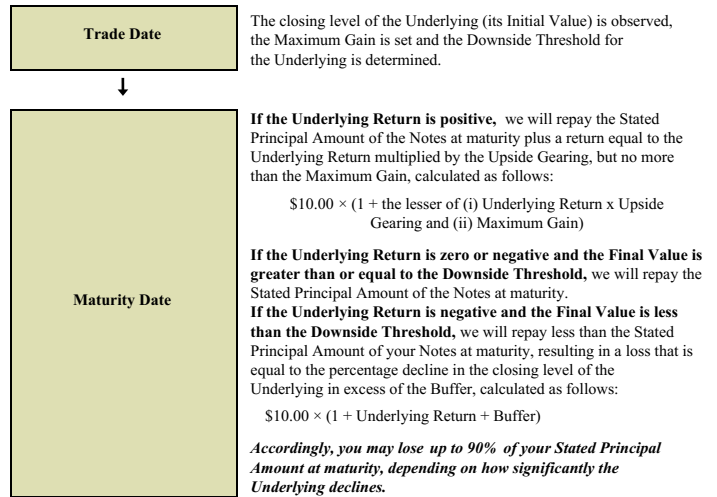 Trade Date
The closing level of the Underlying (its Initial Value) is observed,
the Maximum Gain is set and the Downside Threshold for
the Underlying is determined.
Maturity Date
If the Underlying Return is positive, we will repay the Stated
Principal Amount of the Notes at maturity plus a return equal to the
Underlying Return multiplied by the Upside Gearing, but no more
than the Maximum Gain, calculated as follows:
$10.00 × (1 + the lesser of (i) Underlying Return x Upside
Gearing and (ii) Maximum Gain)
If the Underlying Return is zero or negative and the Final Value is
greater than or equal to the Downside Threshold, we will repay the
Stated Principal Amount of the Notes at maturity.
If the Underlying Return is negative and the Final Value is less
than the Downside Threshold, we will repay less than the Stated
Principal Amount of your Notes at maturity, resulting in a loss that is
equal to the percentage decline in the closing level of the
Underlying in excess of the Buffer, calculated as follows:
$10.00 × (1 + Underlying Return + Buffer)
Accordingly, you may lose up to 90% of your Stated Principal
Amount at maturity, depending on how significantly the
Underlying declines.